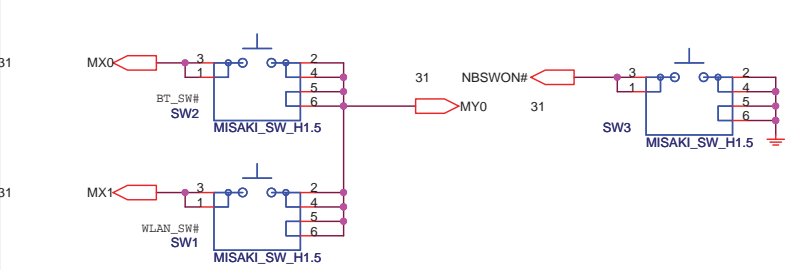 31 MX0 3 2
1 4
5
6
BT_SW#
SW2
MISAKI_SW_H1.5
31
MY0
31 NBSWON# 3 2
1 4
5
6
SW3
MISAKI_SW_H1.5
31 MX1 3 2
1 4
5
6
WLAN_SW#
SW1
MISAKI_SW_H1.5